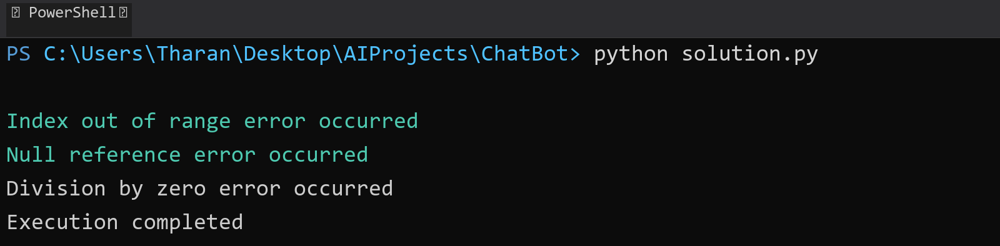 PowerShell
PS C:\Users\Tharan\Desktop\AIProjects\ChatBot> python solution.py
Index out of range error occurred
Null reference error occurred
Division by zero error occurred
Execution completed